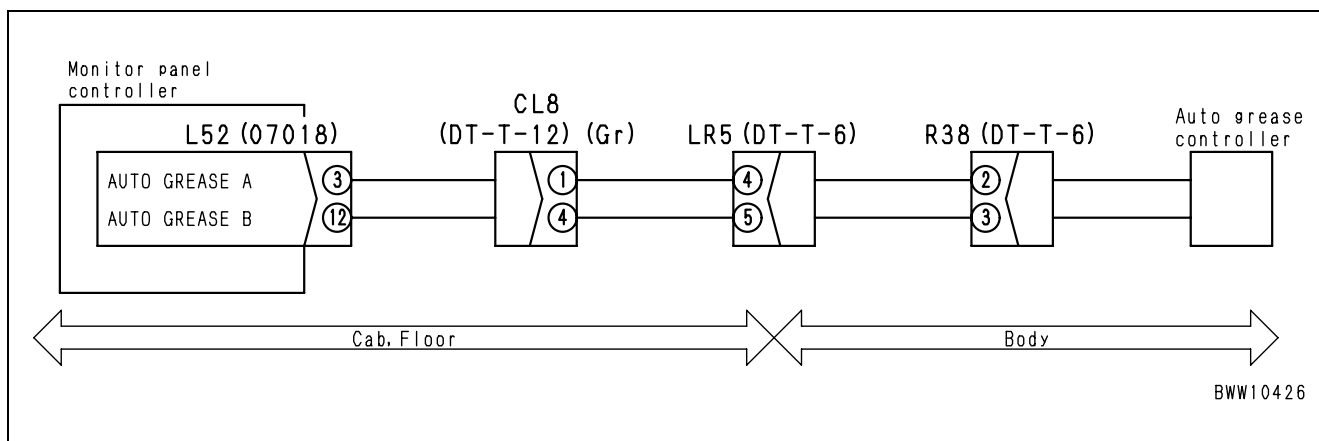 Monitor panel
controller
CL8
L52 (07018)
(DT-T-12) (Gr)
LR5 (DT-T-6)
R38 (DT-T-6)
Auto grease
controller
AUTO GREASE A
3
1
4
2
AUTO GREASE B
12
4
5
3
Cab, Floor
Body
BWW10426